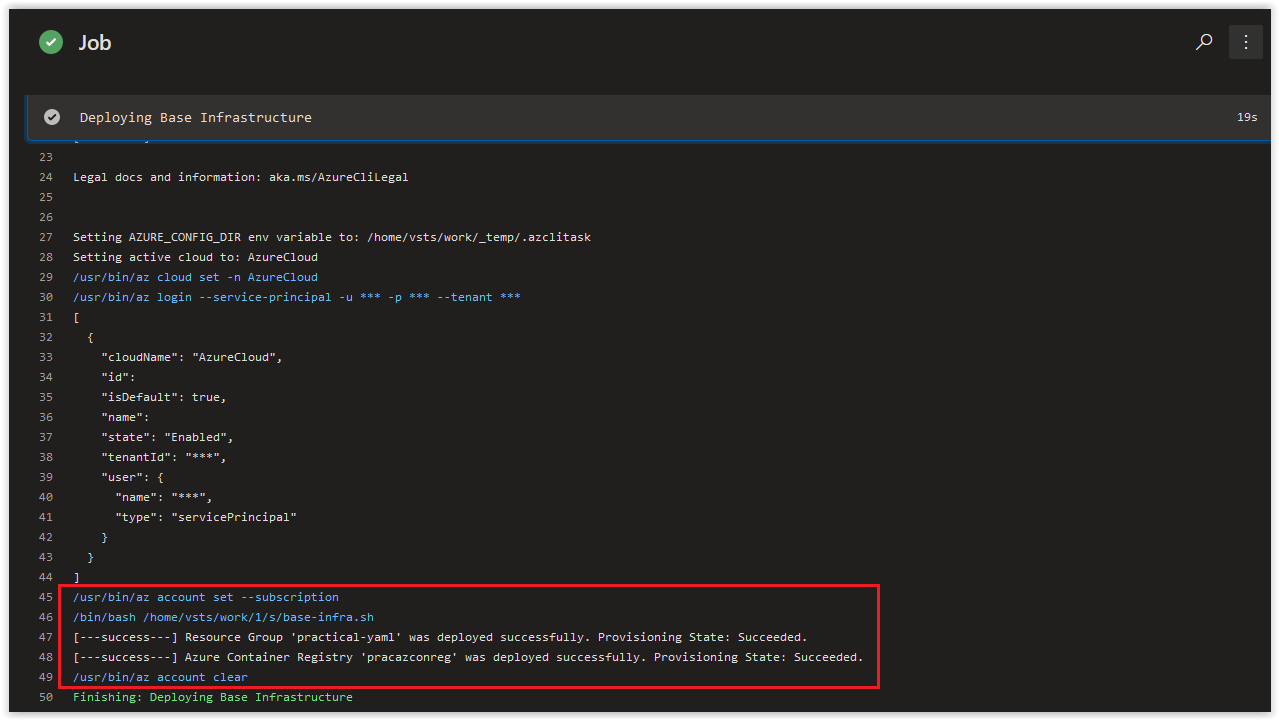 Job
Deploying Base Infrastructure 19s
23
24 Legal docs and information: aka.ms/AzureCliLegal
25
26
27 Setting AZURE_CONFIG_DIR env variable to: /home/vsts/work/_temp/.azclitask
28 Setting active cloud to: AzureCloud
29 /usr/bin/az cloud set -n AzureCloud
30 /usr/bin/az login --service-principal -u *** -p *** --tenant ***
31 [
32 {
33 "cloudName": "AzureCloud",
34 "id":
35 "isDefault": true,
36 "name":
37 "state": "Enabled",
38 "tenantId": "***",
39 "user": {
40 "name": "***",
41 "type": "servicePrincipal"
42 }
43 }
44 ]
45 /usr/bin/az account set --subscription
46 /bin/bash /home/vsts/work/1/s/base-infra.sh
47 [---success---] Resource Group 'practical-yaml' was deployed successfully. Provisioning State: Succeeded.
48 [---success---] Azure Container Registry 'pracazconreg' was deployed successfully. Provisioning State: Succeeded.
49 /usr/bin/az account clear
50 Finishing: Deploying Base Infrastructure